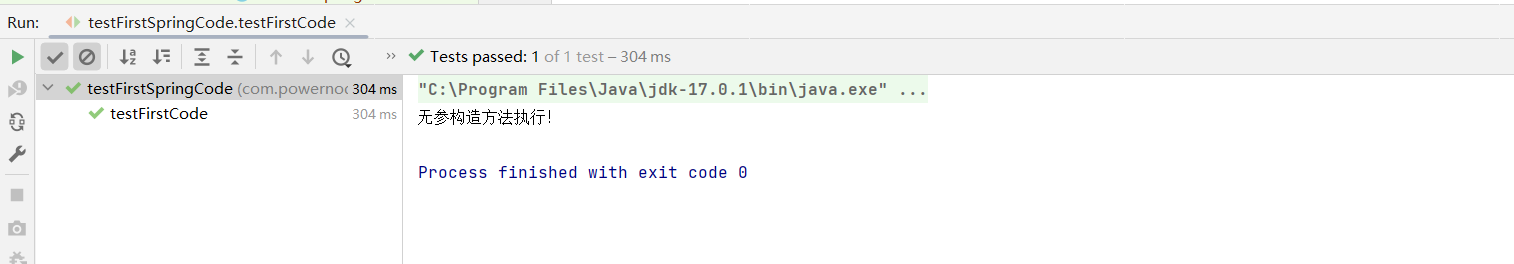 Run: testFirstSpringCode.testFirstCode
Tests passed: 1 of 1 test – 304 ms
testFirstSpringCode (com.powernoc 304 ms
testFirstCode 304 ms
"C:\Program Files\Java\jdk-17.0.1\bin\java.exe" ...
无参构造方法执行!
Process finished with exit code 0